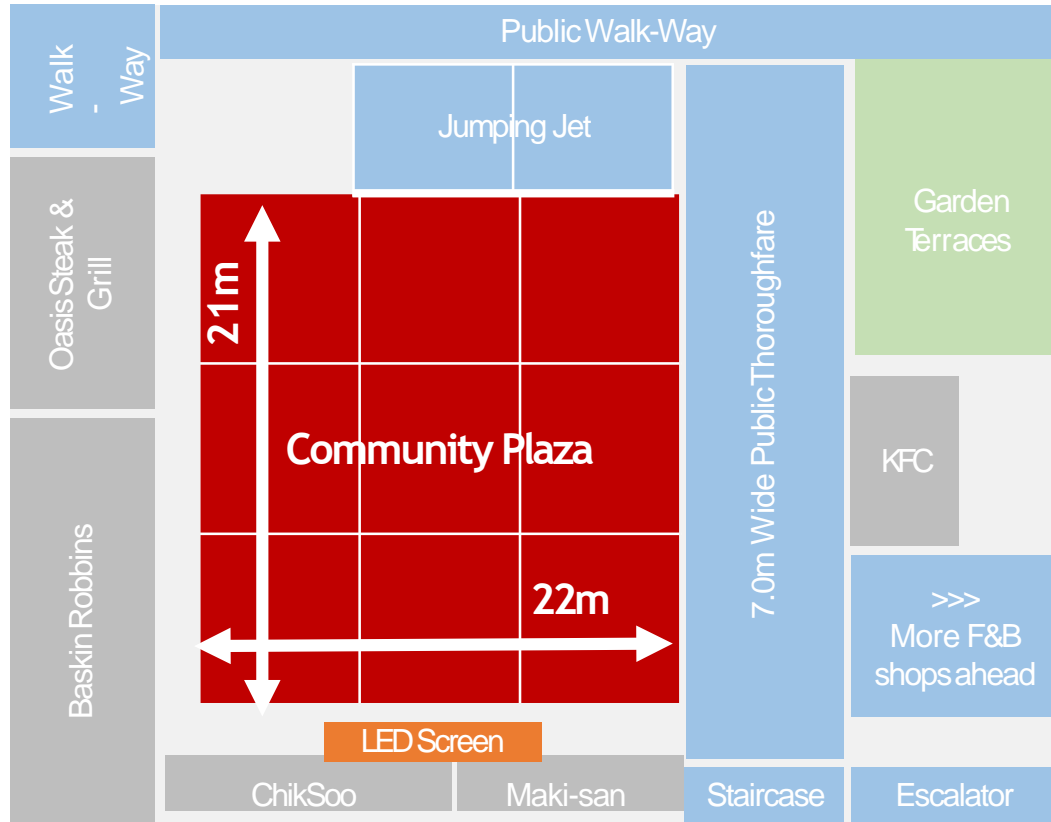 Public Walk-Way
Walk
-
Way
Jumping Jet
Garden
Terraces
Oasis Steak &
Grill
21m
7.0m Wide Public Thoroughfare
Community Plaza
KFC
Baskin Robbins
22m
>>>
More F&B
shops ahead
LED Screen
ChikSoo
Maki-san
Staircase
Escalator